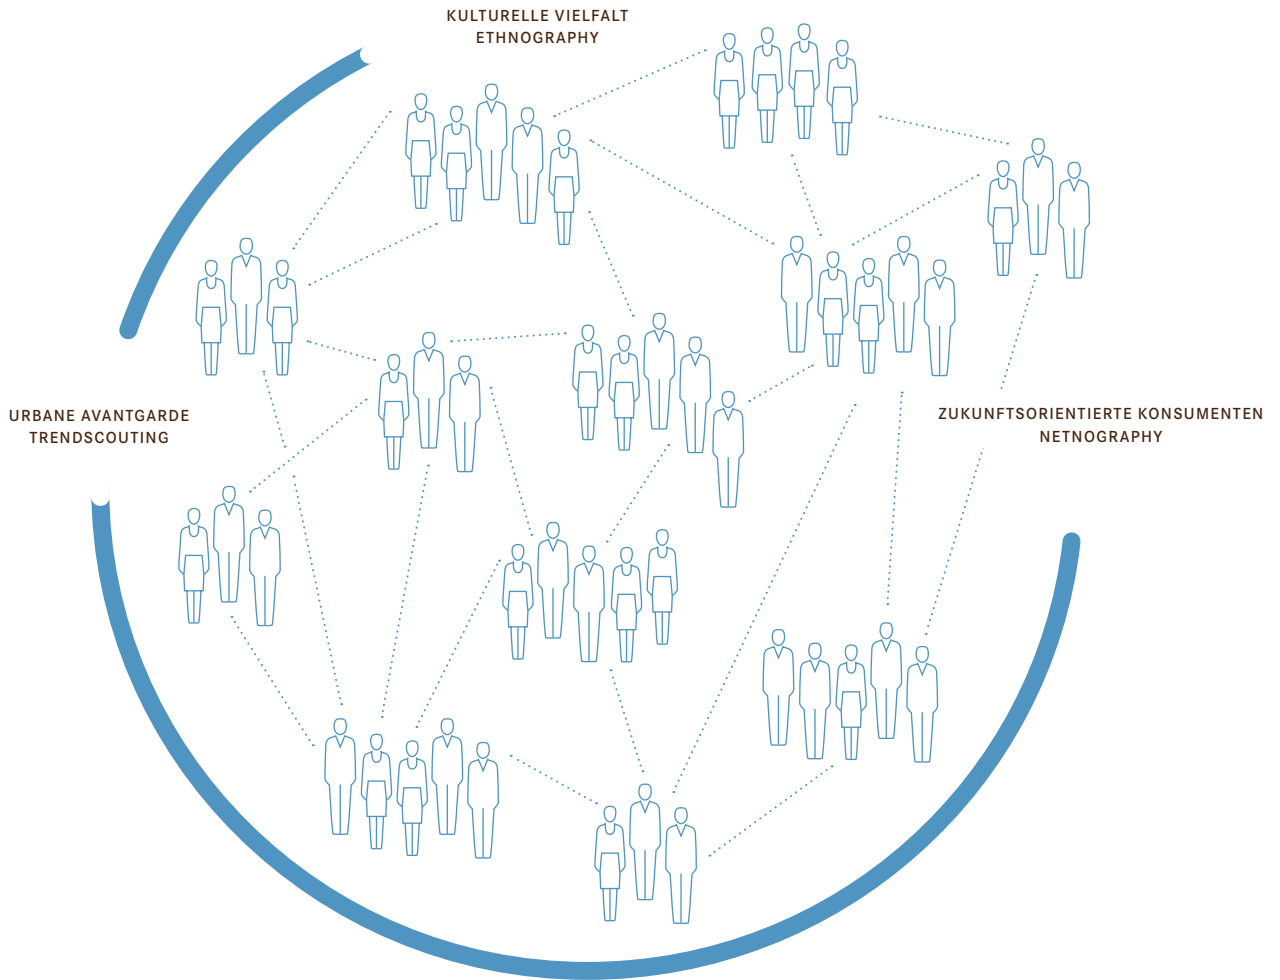 KULTURELLE VIELFALT
ETHNOGRAPHY
URBANE AVANTGARDE
TRENDSCOUTING
ZUKUNFTSORIENTIERTE KONSUMENTEN
NETNOGRAPHY